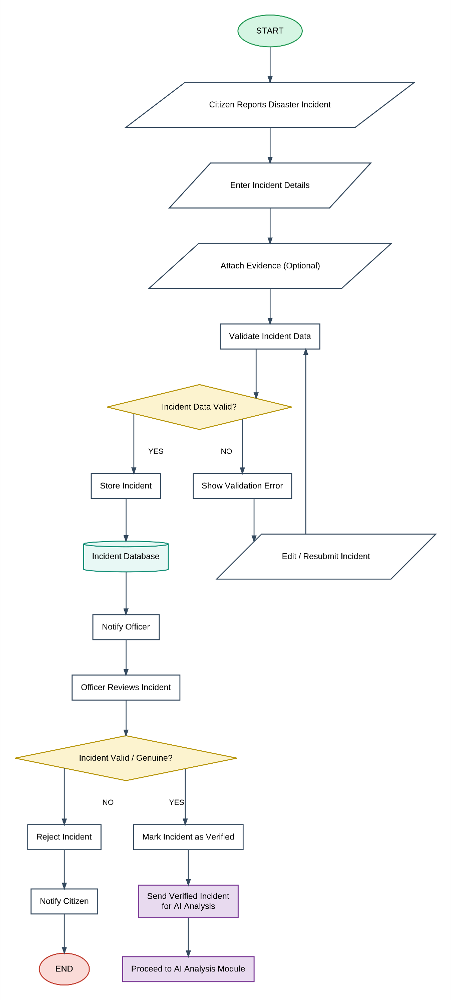 START
Citizen Reports Disaster Incident
Enter Incident Details
Attach Evidence (Optional)
Validate Incident Data
Incident Data Valid?
YES
NO
Store Incident
Show Validation Error
Incident Database
Edit / Resubmit Incident
Notify Officer
Officer Reviews Incident
Incident Valid / Genuine?
NO
YES
Reject Incident
Mark Incident as Verified
Notify Citizen
Send Verified Incident
for AI Analysis
END
Proceed to AI Analysis Module